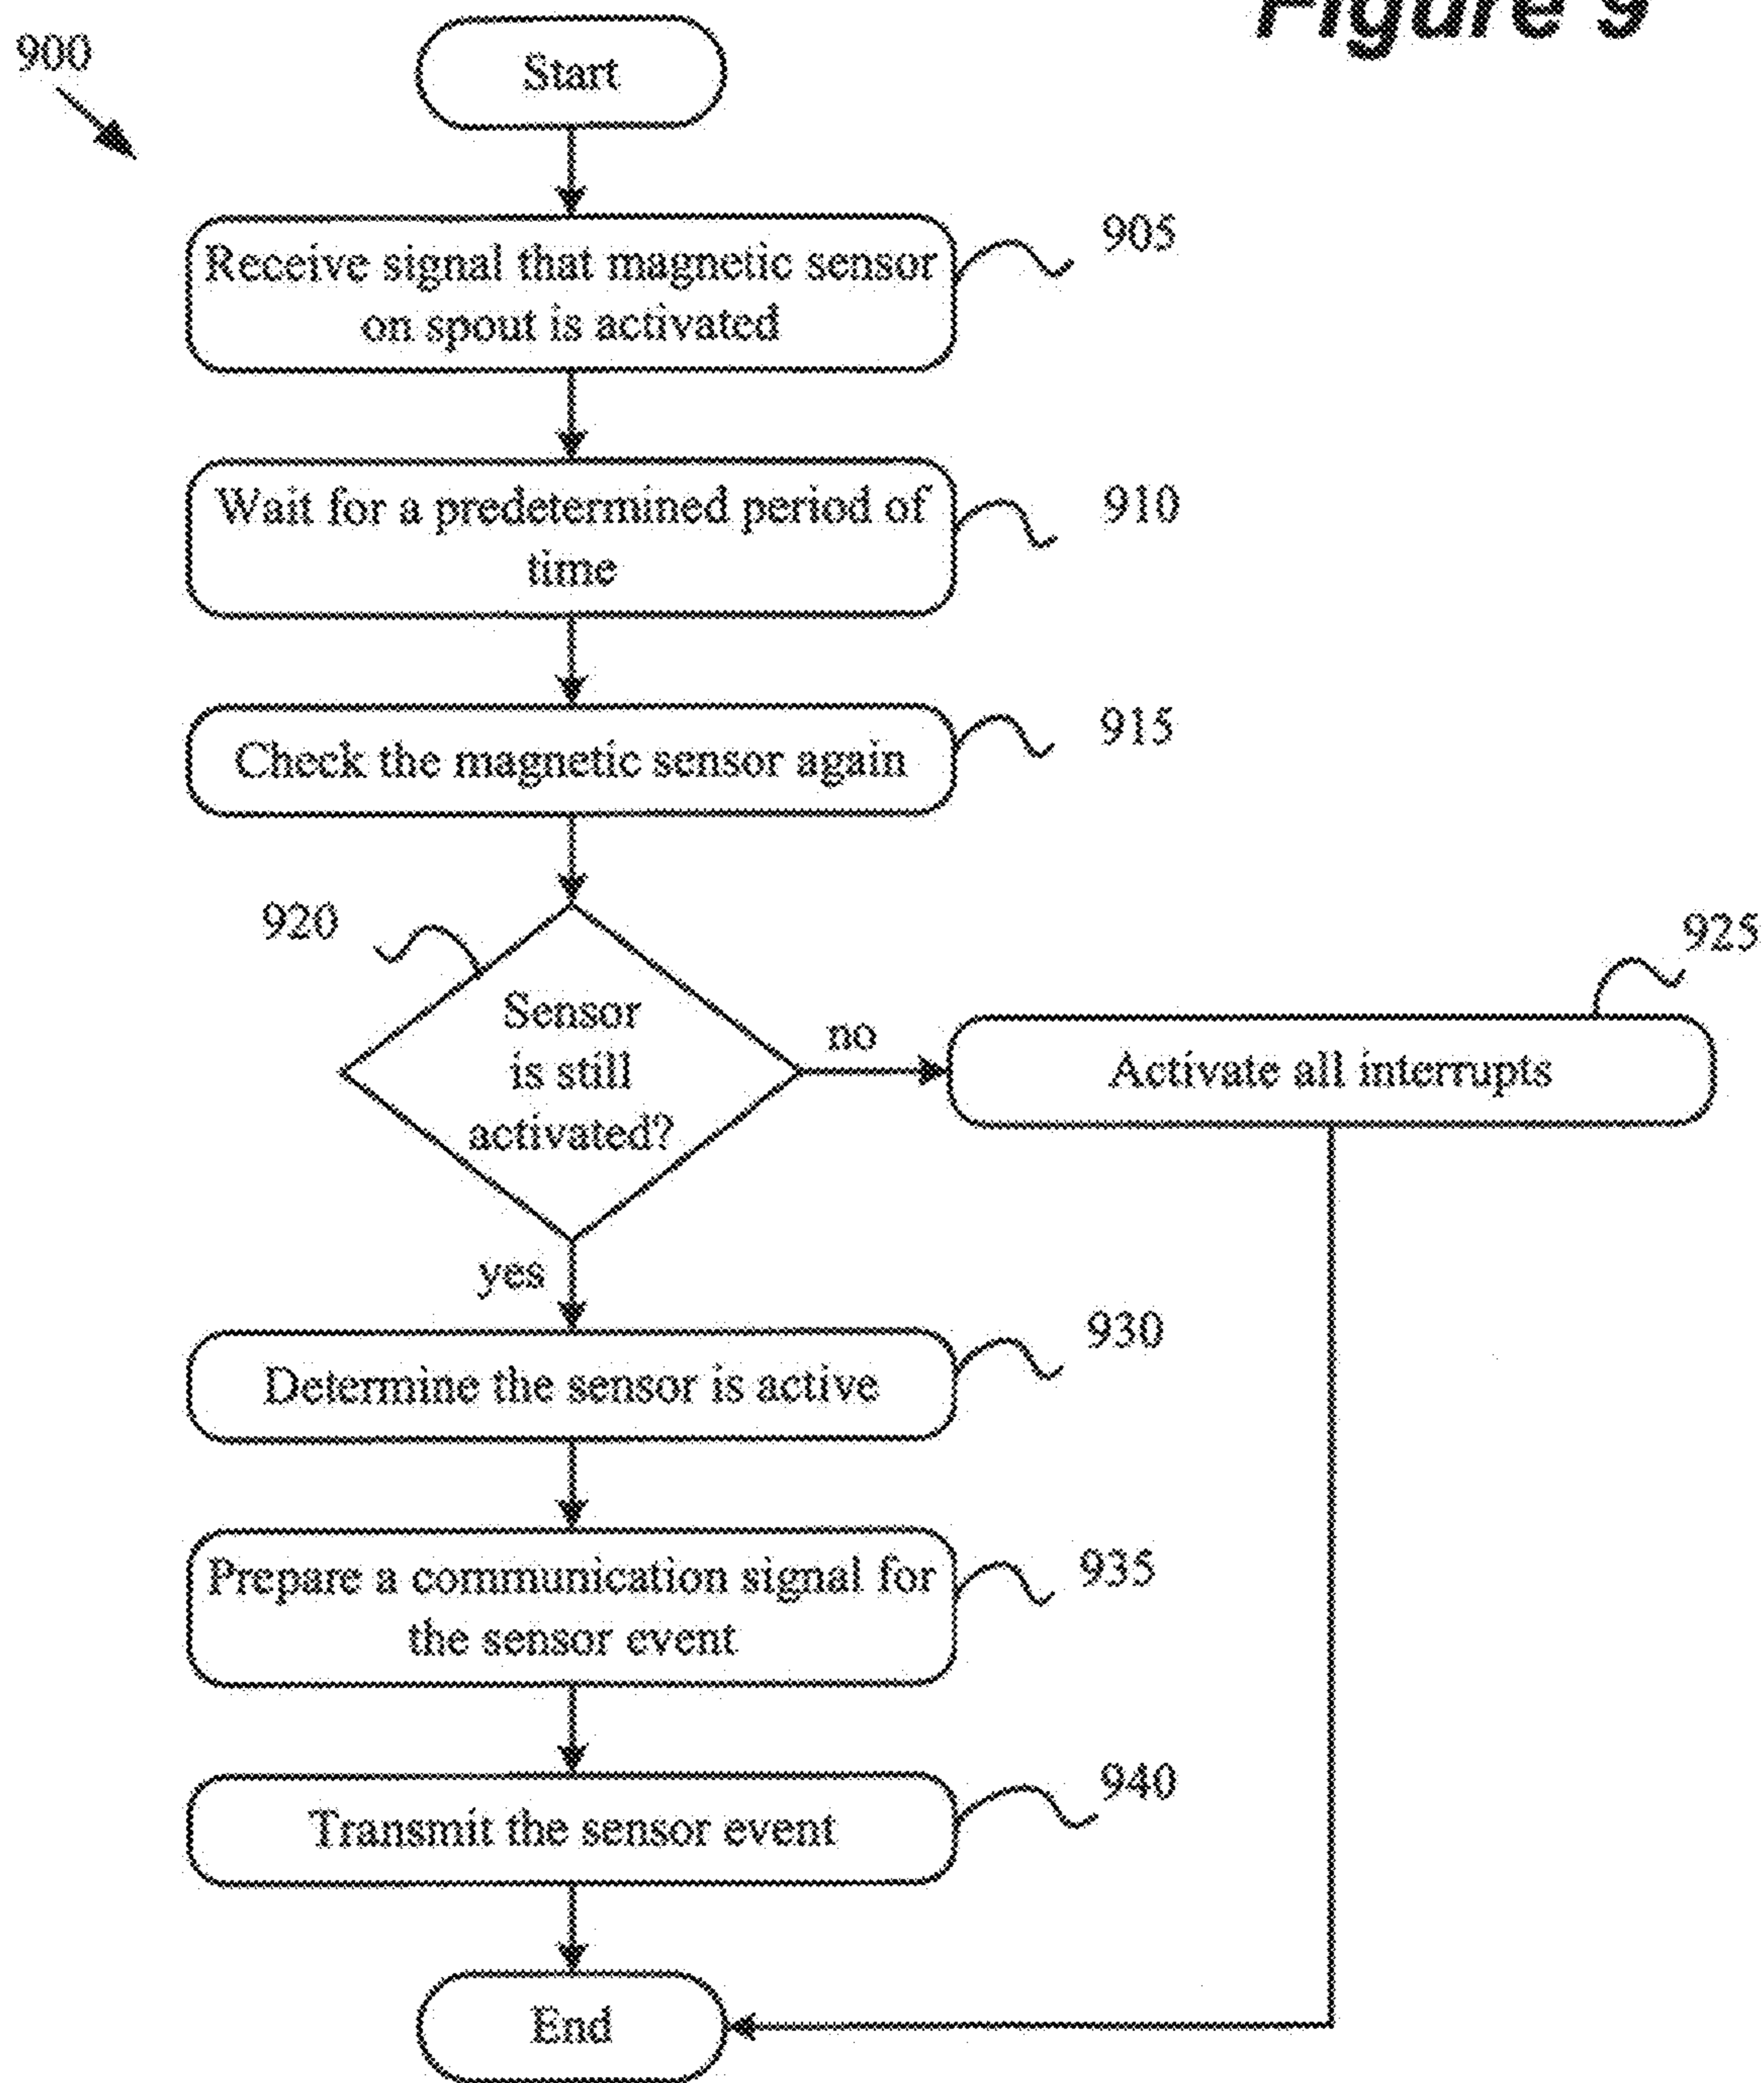 Figure 9
900
Start
Receive signal that magnetic sensor
on spout is activated
905
Wait for a predetermined period of
time
910
Check the magnetic sensor again
915
920
Sensor
is still
activated?
no
925
Activate all interrupts
yes
Determine the sensor is active
930
Prepare a communication signal for
the sensor event
935
Transmit the sensor event
940
End